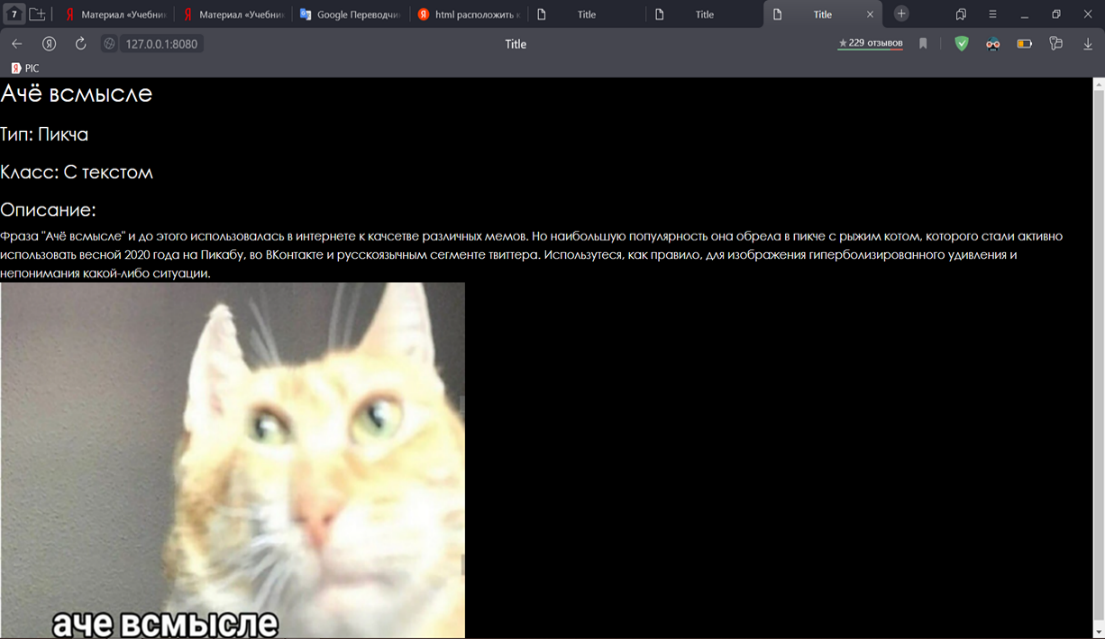 7
Материал «Учебни
Материал «Учебни
Google Переводчи
html расположить
Title
Title
Title
127.0.0.1:8080
Title
★ 229 отзывов
PIC
Ачё всмысле
Тип: Пикча
Класс: С текстом
Описание:
Фраза "Ачё всмысле" и до этого использовалась в интернете к качсетве различных мемов. Но наибольшую популярность она обрела в пикче с рыжим котом, которого стали активно
использовать весной 2020 года на Пикабу, во ВКонтакте и русскоязычным сегменте твиттера. Использутеся, как правило, для изображения гиперболизированного удивления и
непонимания какой-либо ситуации.
аче всмысле